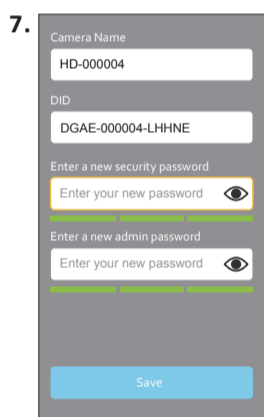 7.
Camera Name
HD-000004
DID
DGAE-000004-LHHNE
Enter a new security password
Enter your new password
Enter a new admin password
Enter your new password
Save